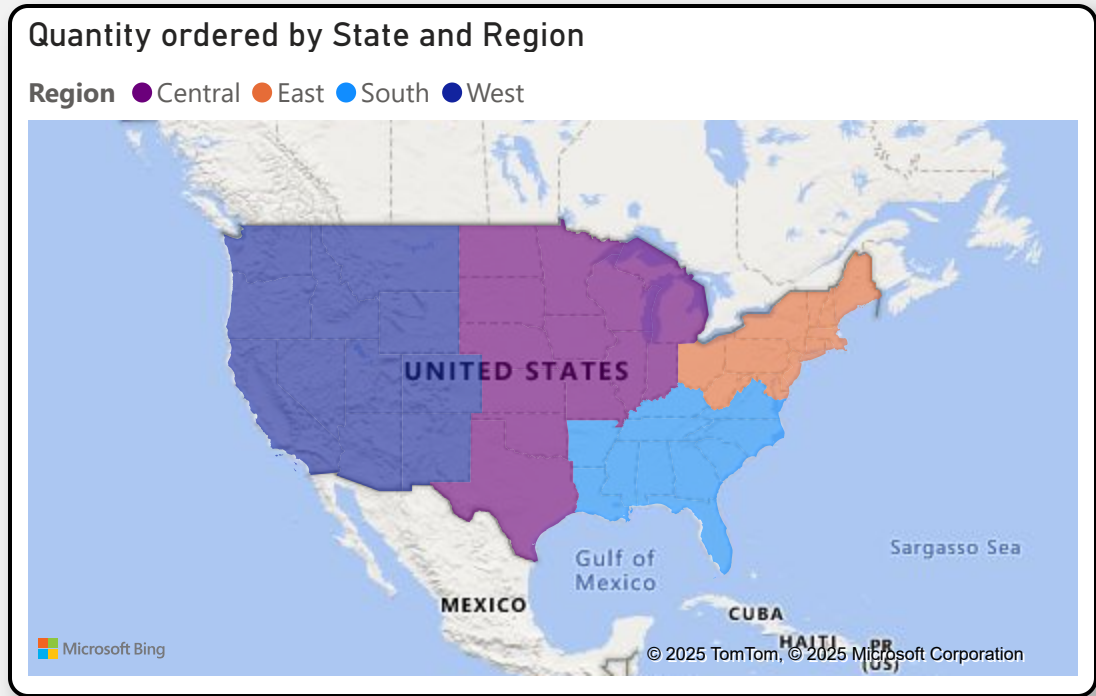 Quantity ordered by State and Region
Region Central East South West
UNITED STATES
Sargasso Sea
Gulf of
Mexico
MEXICO
CUBA
HAITI
PR
(US)
Microsoft Bing
© 2025 TomTom, © 2025 Microsoft Corporation